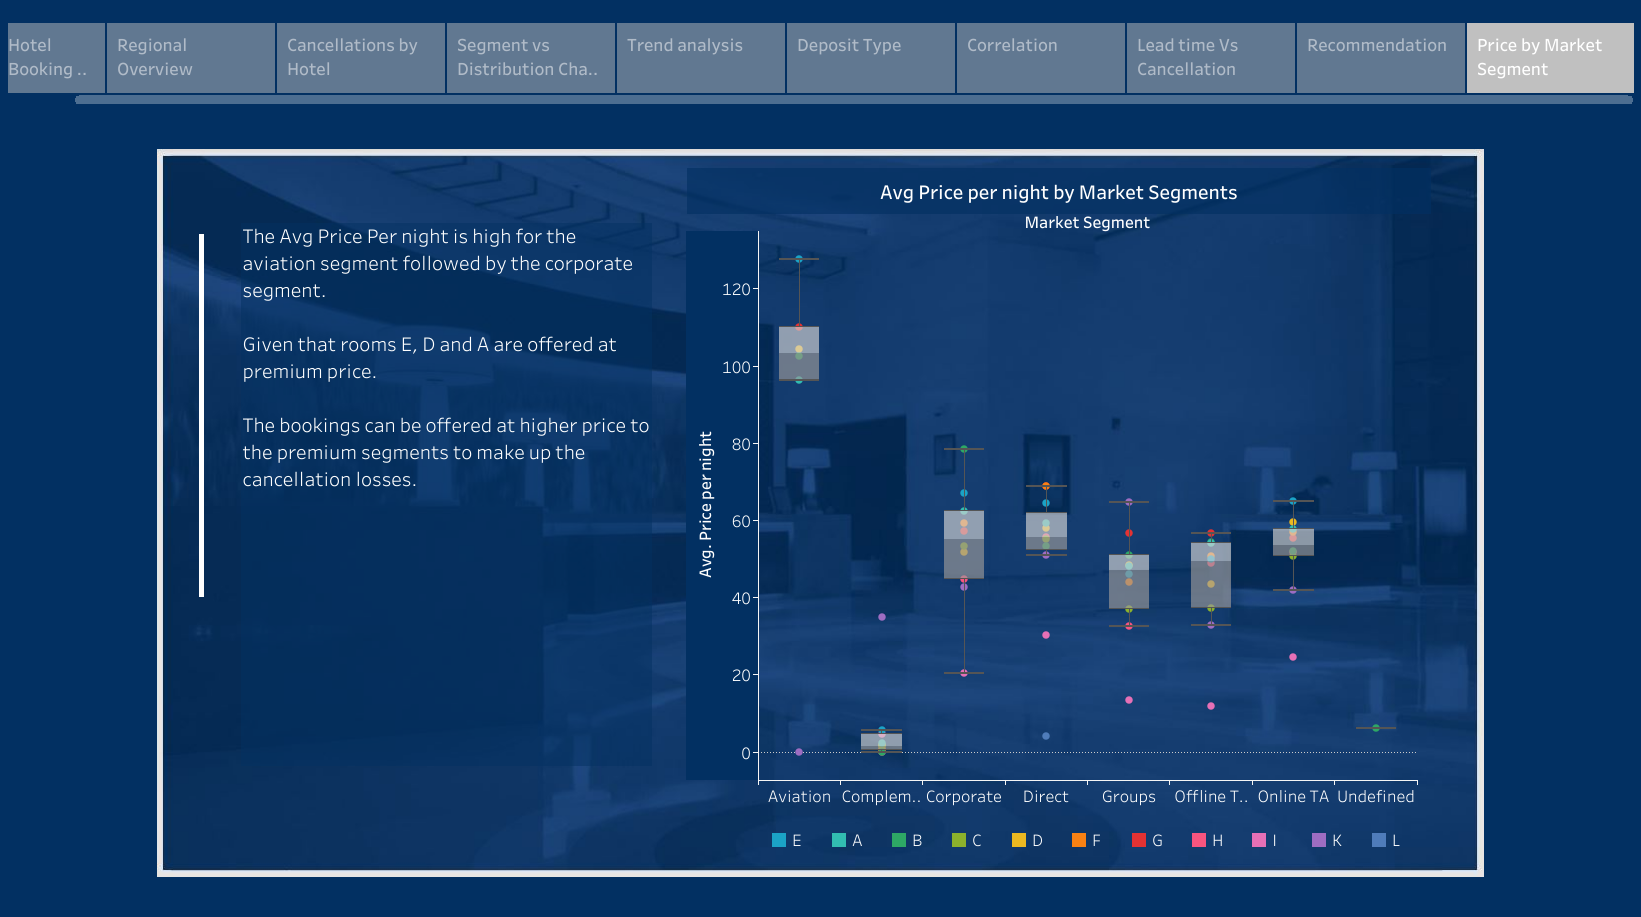 Hotel
Booking ..
Regional
Overview
Cancellations by
Hotel
Segment vs
Distribution Cha..
Trend analysis
Deposit Type
Correlation
Lead time Vs
Cancellation
Recommendation
Price by Market
Segment
The Avg Price Per night is high for the
aviation segment followed by the corporate
segment.
Given that rooms E, D and A are offered at
premium price.
The bookings can be offered at higher price to
the premium segments to make up the
cancellation losses.
Avg Price per night by Market Segments
Market Segment
Avg. Price per night
120
100
80
60
40
20
0
Aviation Complem.. Corporate Direct Groups Offline T.. Online TA Undefined
E A B C D F G H I K L